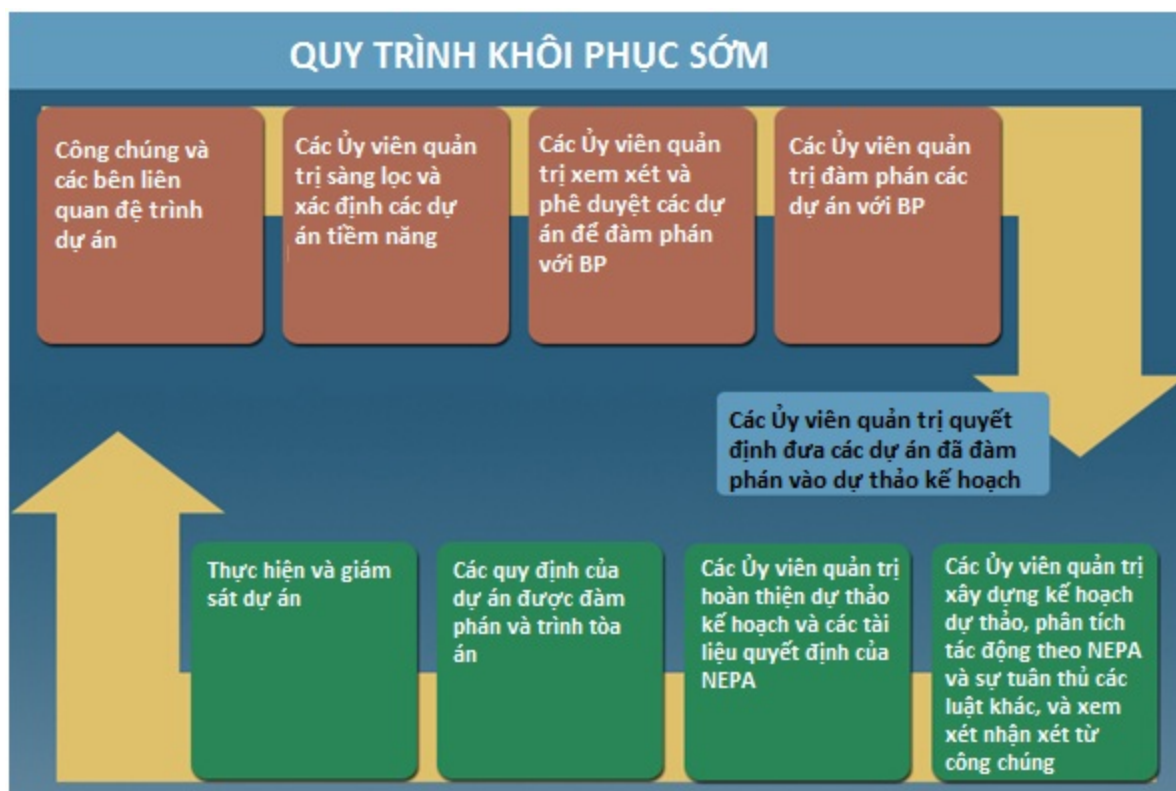 QUY TRÌNH KHÔI PHỤC SỚM
Công chúng và
các bên liên
quan đệ trình
dự án
Các Ủy viên quản
trị sàng lọc và
xác định các dự
án tiềm năng
Các Ủy viên quản
trị xem xét và
phê duyệt các dự
án để đàm phán
với BP
Các Ủy viên quản
trị đàm phán các
dự án với BP
Các Ủy viên quản trị quyết
định đưa các dự án đã đàm
phán vào dự thảo kế hoạch
Các Ủy viên quản trị
xây dựng kế hoạch
dự thảo, phân tích
tác động theo NEPA
và sự tuân thủ các
luật khác, và xem
xét nhận xét từ
công chúng
Các Ủy viên quản trị
hoàn thiện dự thảo
kế hoạch và các tài
liệu quyết định của
NEPA
Các quy định của
dự án được đàm
phán và trình tòa
án
Thực hiện và giám
sát dự án